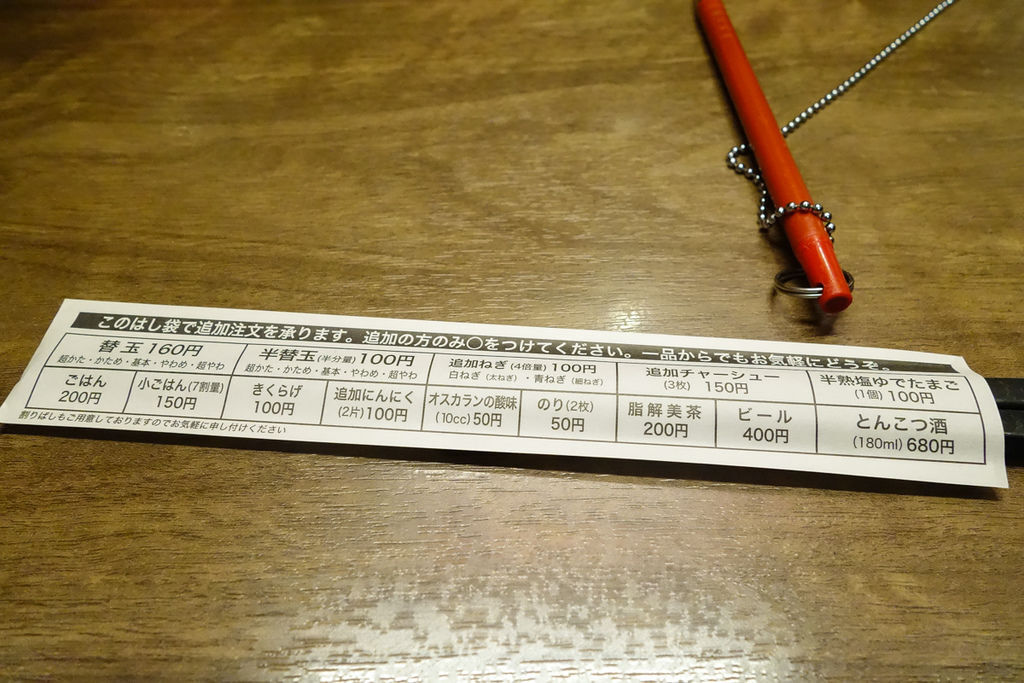 このはし袋で追加注文を承ります。追加の方のみ〇をつけてください。一品からでもお気軽にどうぞ。
替玉 160円
超かた・かため・基本・やわめ・超やわ
半替玉(半分量)100円
超かた・かため・基本・やわめ・超やわ
追加ねぎ(4倍量)100円
白ねぎ(太ねぎ)・青ねぎ(細ねぎ)
追加チャーシュー
(3枚) 150円
半熟塩ゆでたまご
(1個)100円
ごはん
200円
小ごはん(7割量)
150円
きくらげ
100円
追加にんにく
(2片)100円
オスカランの酸味
(10cc)50円
のり(2枚)
50円
脂解美茶
200円
ビール
400円
とんこつ酒
(180ml)680円
割りばしもご用意しておりますのでお気軽に申し付けください